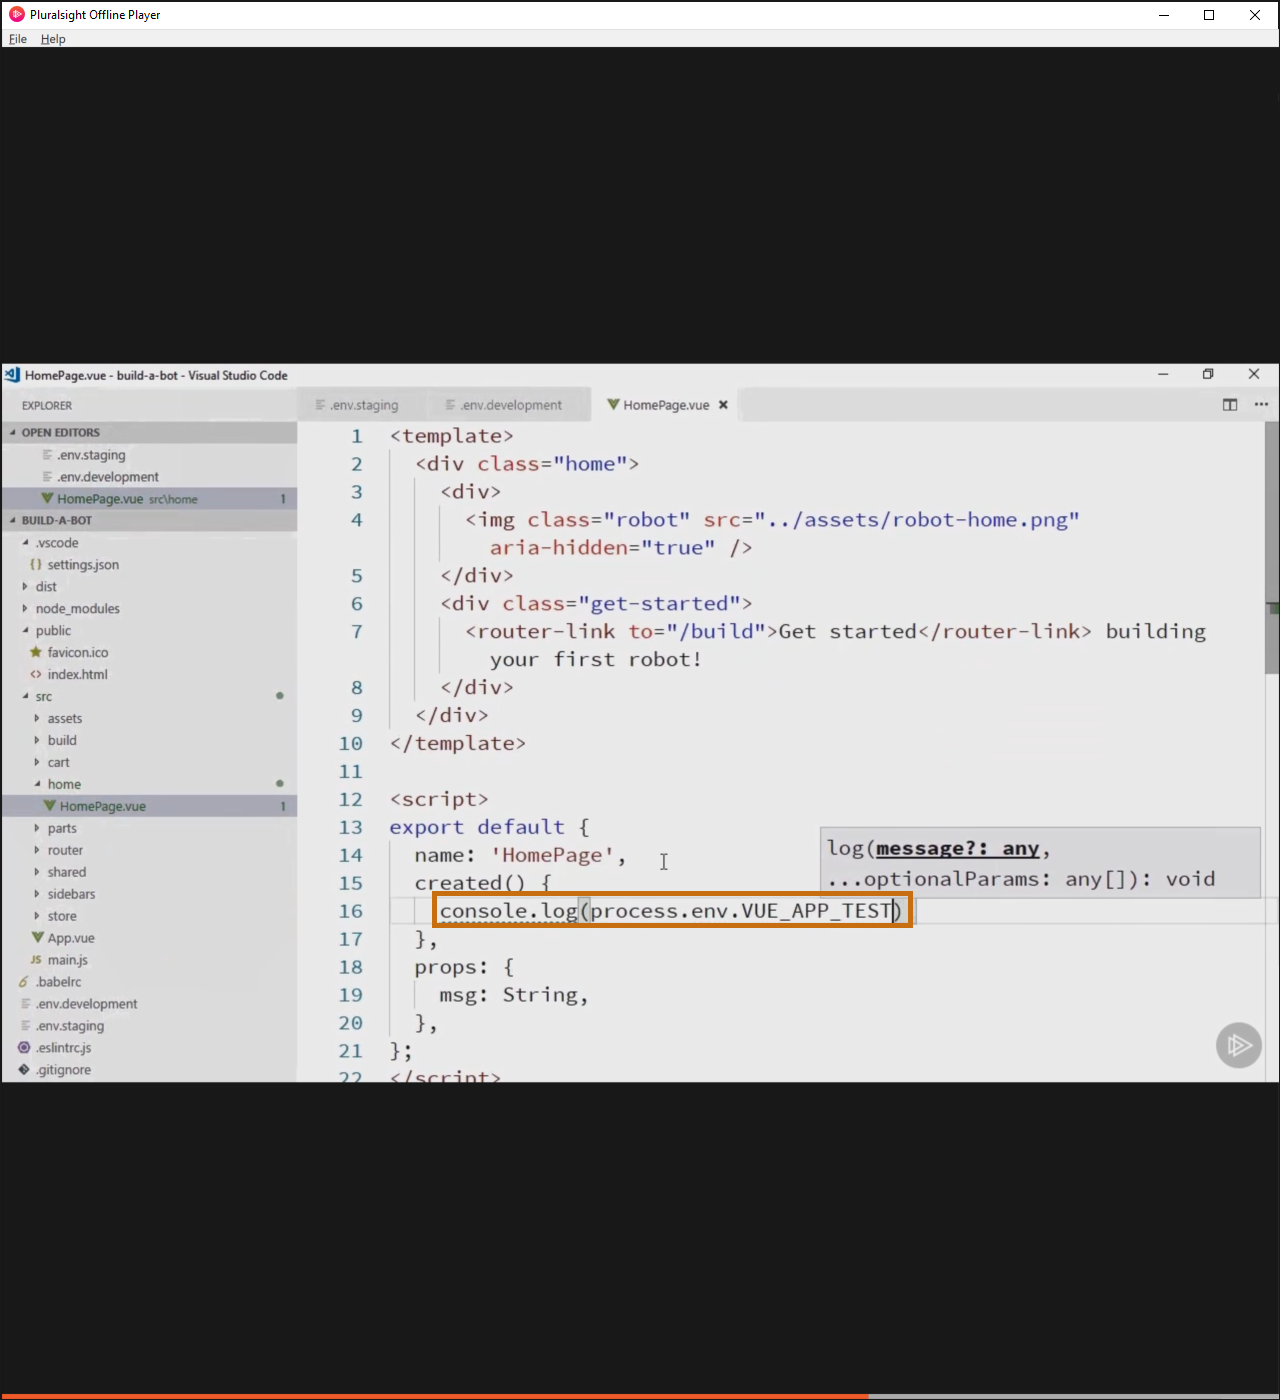 Pluralsight Offline Player
File Help
HomePage.vue - build-a-bot - Visual Studio Code
EXPLORER
OPEN EDITORS
.env.staging
.env.development
HomePage.vue src\home 1
BUILD-A-BOT
.vscode
{} settings.json
dist
node_modules
public
favicon.ico
<> index.html
src
assets
build
cart
home
HomePage.vue 1
parts
router
shared
sidebars
store
App.vue
JS main.js
.babelrc
.env.development
.env.staging
.eslintrc.js
.gitignore
.env.staging .env.development HomePage.vue
1 <template>
2 <div class="home">
3 <div>
4 <img class="robot" src="../assets/robot-home.png"
aria-hidden="true" />
5 </div>
6 <div class="get-started">
7 <router-link to="/build">Get started</router-link> building
your first robot!
8 </div>
9 </div>
10 </template>
11
12 <script>
13 export default {
14 name: 'HomePage',
15 created() {
16 console.log(process.env.VUE_APP_TEST)
17 },
18 props: {
19 msg: String,
20 },
21 };
22 </script>
log(message?: any,
...optionalParams: any[]): void